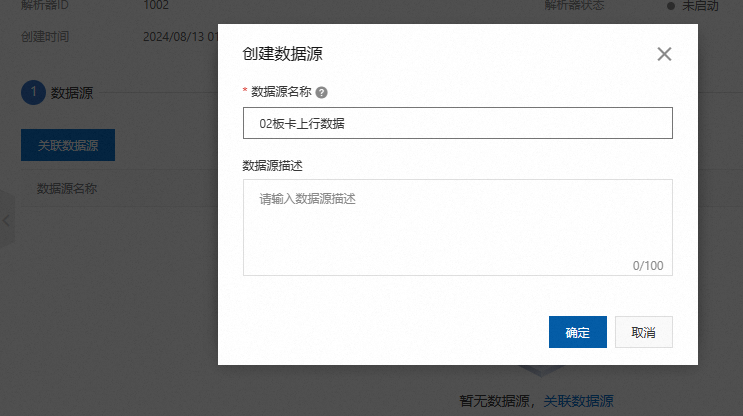 解析器ID 1002 解析器状态 未启动
创建时间 2024/08/13 01
创建数据源
1 数据源
* 数据源名称 ?
02板卡上行数据
关联数据源
数据源描述
数据源名称
请输入数据源描述
0/100
确定 取消
暂无数据源，关联数据源